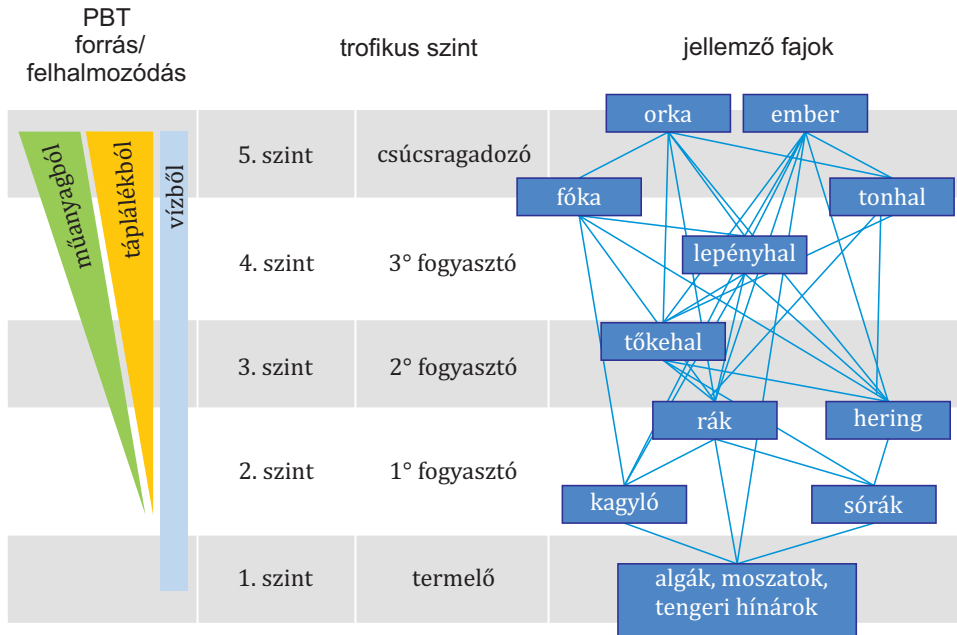 PBT
forrás/
felhalmozódás
trofikus szint
jellemző fajok
műanyagból
táplálékból
vízből
5. szint
csúcsragadozó
4. szint
3° fogyasztó
3. szint
2° fogyasztó
2. szint
1° fogyasztó
1. szint
termelő
orka
ember
fóka
tonhal
lepényhal
tőkehal
rák
hering
kagyló
sórák
algák, moszatok,
tengeri hínárok